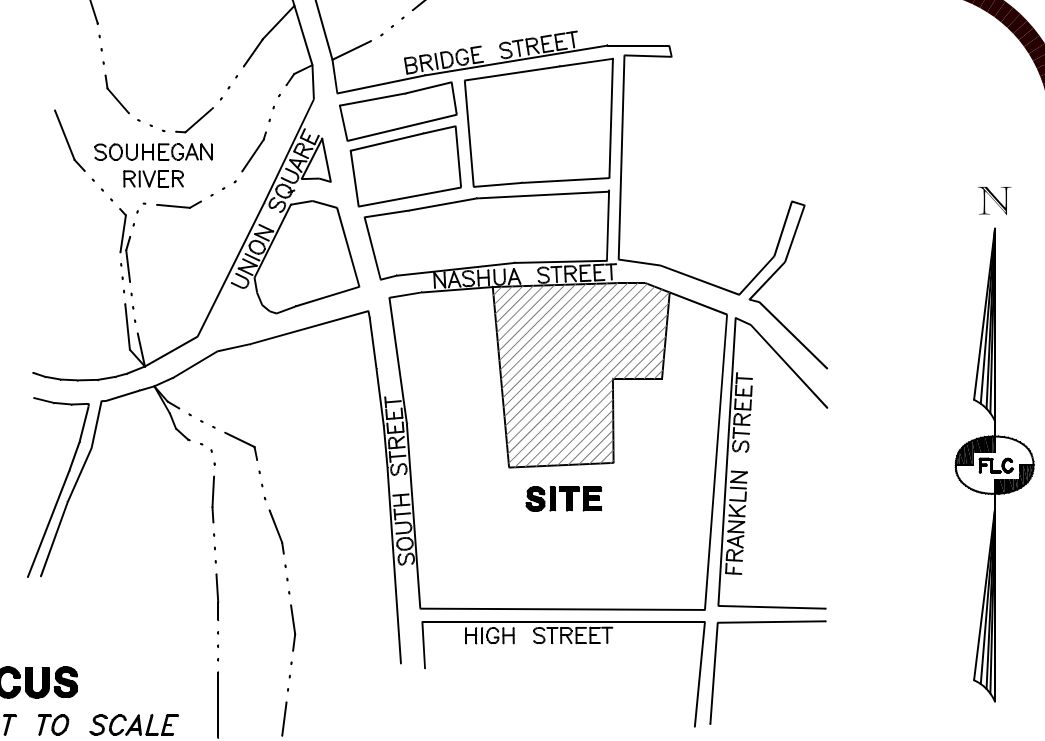 BRIDGE STREET
SOUHEGAN
RIVER
UNION SQUARE
N
NASHUA STREET
SOUTH STREET
FRANKLIN STREET
FLC
SITE
HIGH STREET
CUS
T TO SCALE